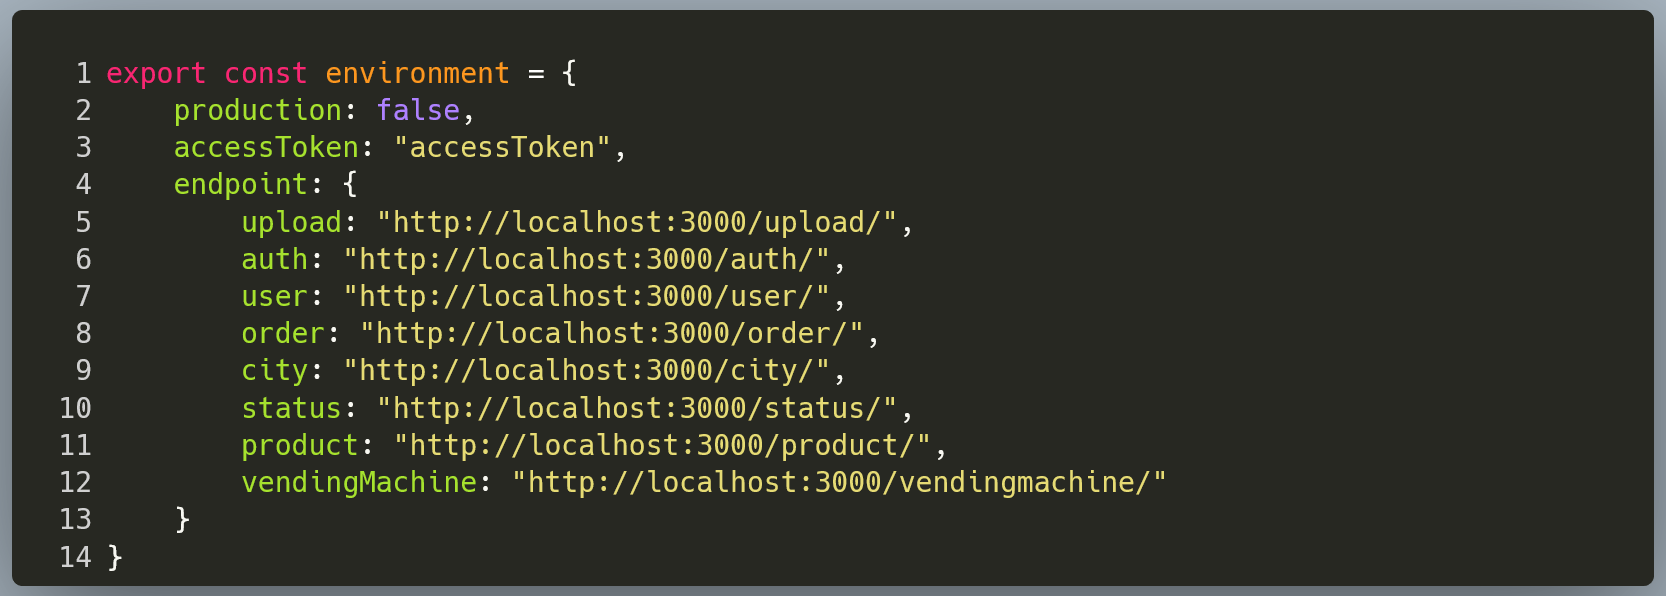 1 export const environment = {
2     production: false,
3     accessToken: "accessToken",
4     endpoint: {
5         upload: "http://localhost:3000/upload/",
6         auth: "http://localhost:3000/auth/",
7         user: "http://localhost:3000/user/",
8         order: "http://localhost:3000/order/",
9         city: "http://localhost:3000/city/",
10         status: "http://localhost:3000/status/",
11         product: "http://localhost:3000/product/",
12         vendingMachine: "http://localhost:3000/vendingmachine/"
13     }
14 }